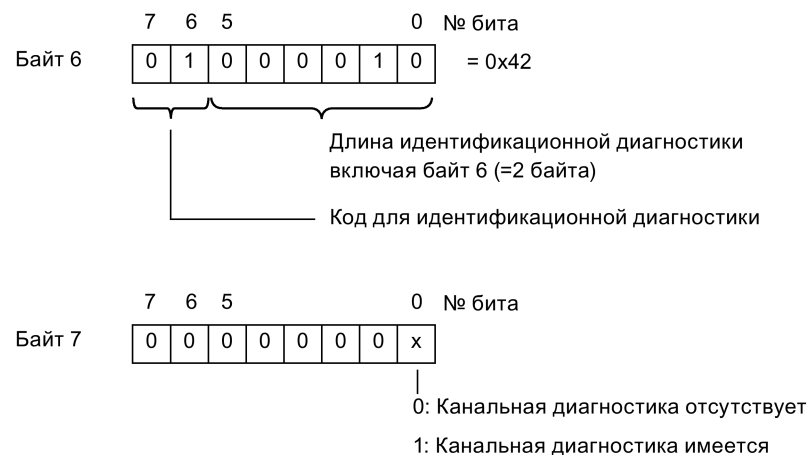 7 6 5 0 № бита
Байт 6 0 1 0 0 0 0 1 0 = 0x42
Длина идентификационной диагностики
включая байт 6 (=2 байта)
Код для идентификационной диагностики
7 6 5 0 № бита
Байт 7 0 0 0 0 0 0 0 x
0: Канальная диагностика отсутствует
1: Канальная диагностика имеется